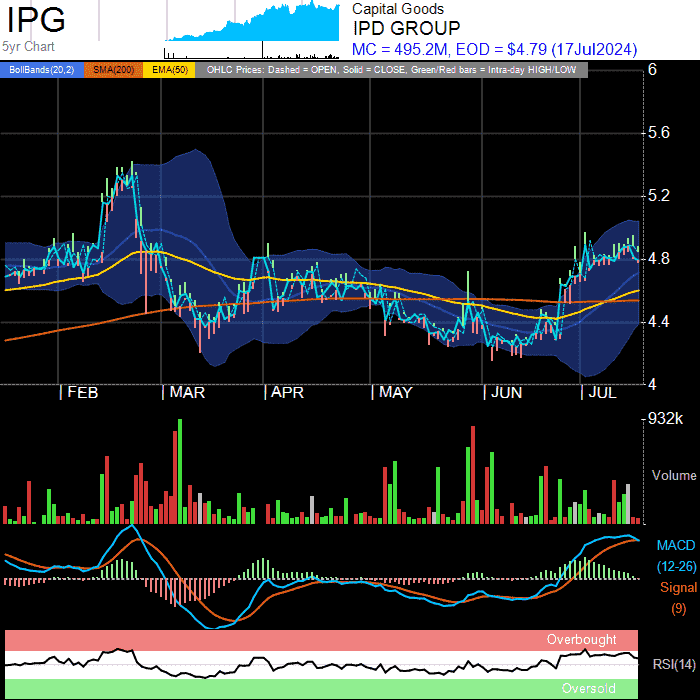 IPG
5yr Chart
Capital Goods
IPD GROUP
MC = 495.2M, EOD = $4.79 (17Jul2024)
BollBands(20,2) SMA(200) EMA(50) OHLC Prices: Dashed = OPEN, Solid = CLOSE, Green/Red bars = Intra-day HIGH/LOW
6
5.6
5.2
4.8
4.4
4
FEB MAR APR MAY JUN JUL
932k
Volume
MACD
(12-26)
Signal
(9)
Overbought
RSI(14)
Oversold